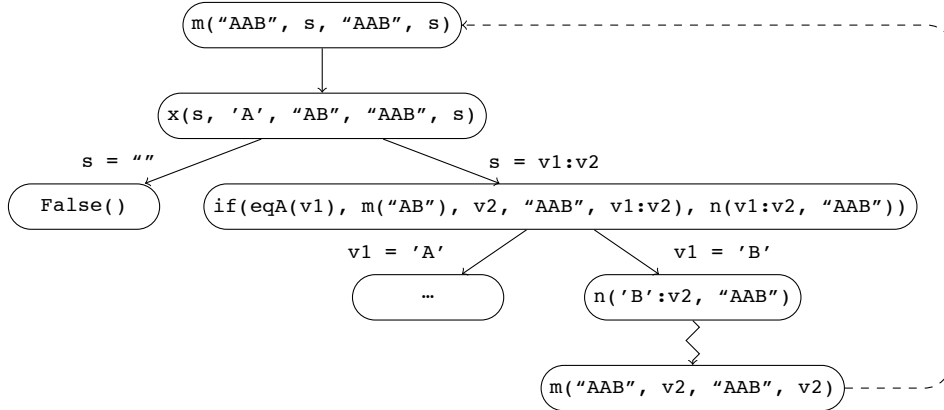 m(“AAB”, s, “AAB”, s)
x(s, 'A', “AB”, “AAB”, s)
s = “”
s = v1:v2
False()
if(eqA(v1), m(“AB”), v2, “AAB”, v1:v2), n(v1:v2, “AAB”))
v1 = 'A'
v1 = 'B'
…
n('B':v2, “AAB”)
m(“AAB”, v2, “AAB”, v2)